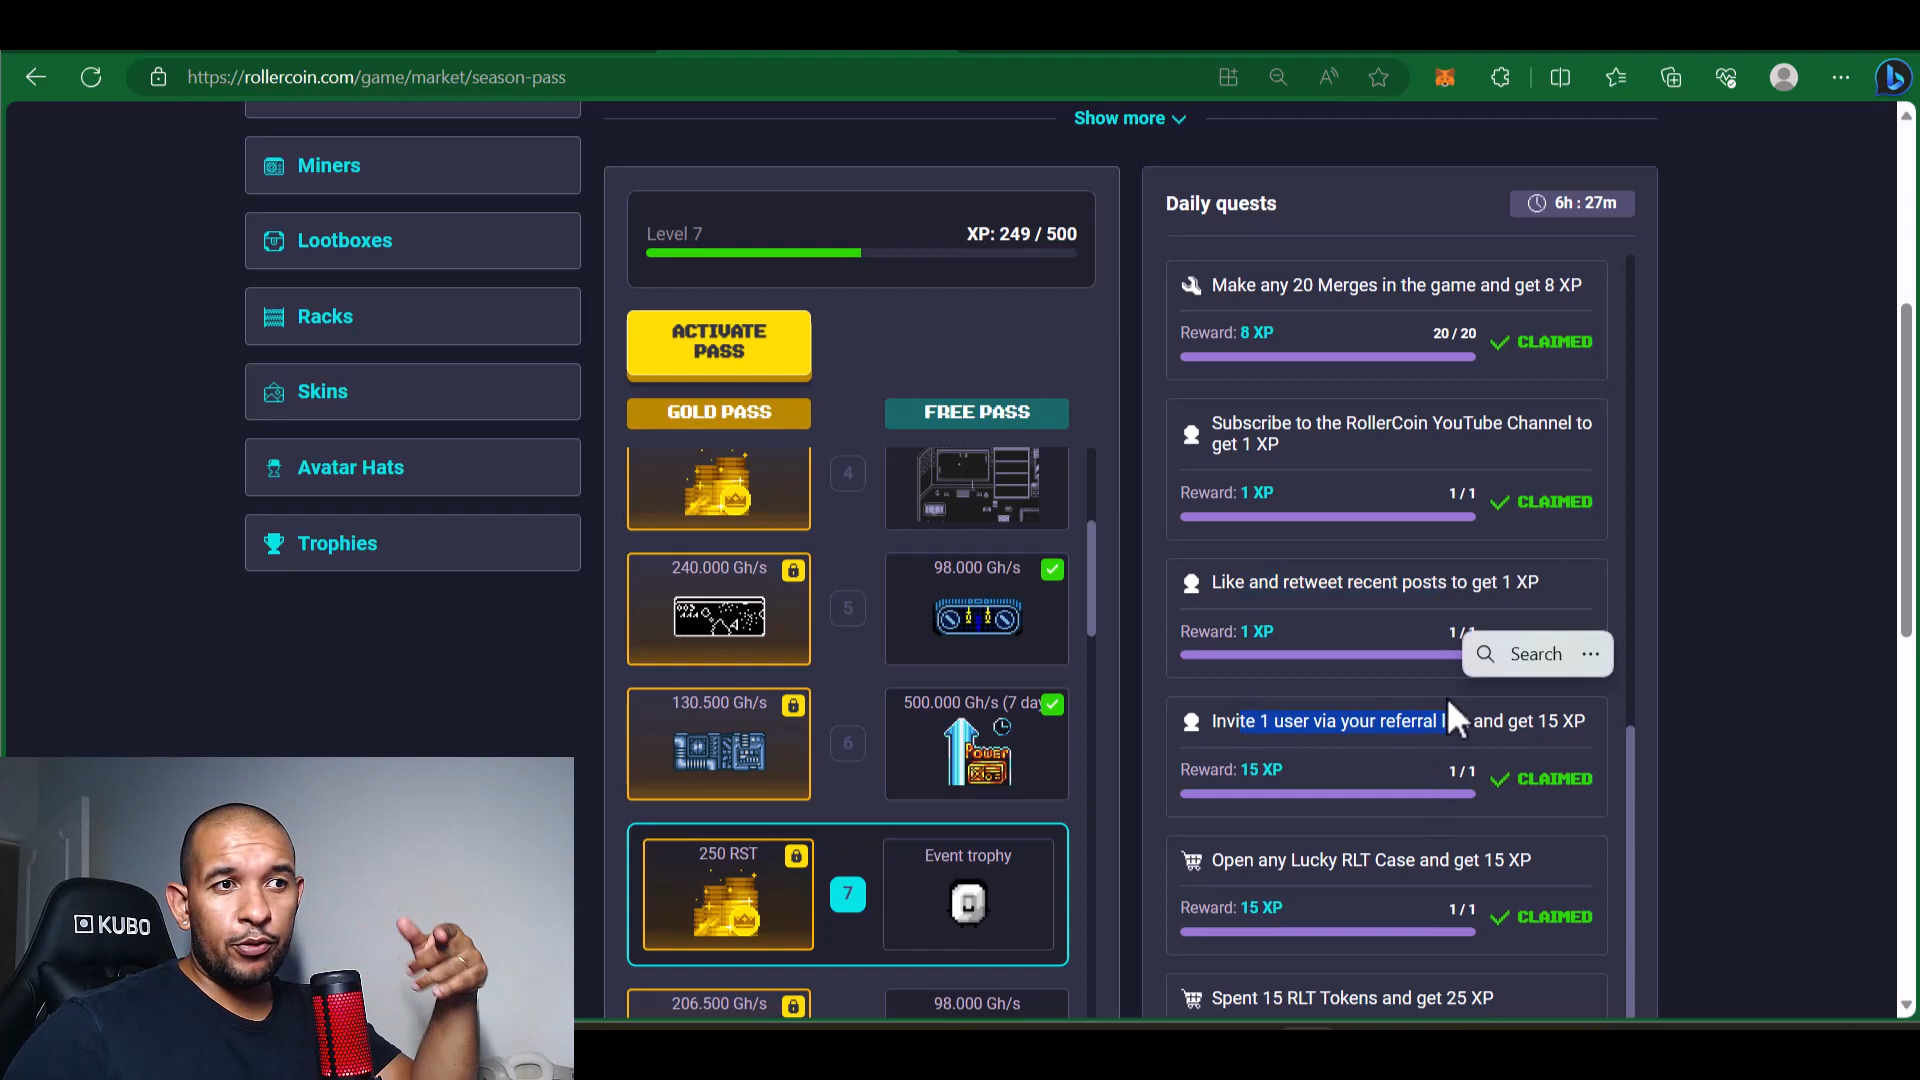 https://rollercoin.com/game/market/season-pass
Show more
Miners
Lootboxes
Racks
Skins
Avatar Hats
Trophies
Level 7
XP: 249 / 500
ACTIVATE
PASS
GOLD PASS
FREE PASS
4
240.000 Gh/s
5
98.000 Gh/s
130.500 Gh/s
6
500.000 Gh/s (7 day
POWER
250 RST
7
Event trophy
206.500 Gh/s
98.000 Gh/s
Daily quests
6h : 27m
Make any 20 Merges in the game and get 8 XP
Reward: 8 XP
20 / 20
CLAIMED
Subscribe to the RollerCoin YouTube Channel to
get 1 XP
Reward: 1 XP
1 / 1
CLAIMED
Like and retweet recent posts to get 1 XP
Reward: 1 XP
1 / 1
Search
Invite 1 user via your referral and get 15 XP
Reward: 15 XP
1 / 1
CLAIMED
Open any Lucky RLT Case and get 15 XP
Reward: 15 XP
1 / 1
CLAIMED
Spent 15 RLT Tokens and get 25 XP
KUBO